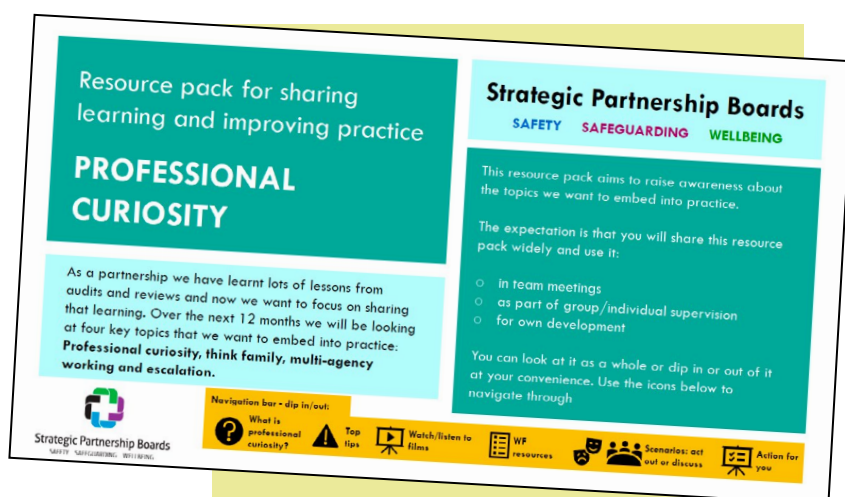 Resource pack for sharing
learning and improving practice
PROFESSIONAL
CURIOSITY
As a partnership we have learnt lots of lessons from
audits and reviews and now we want to focus on sharing
that learning. Over the next 12 months we will be looking
at four key topics that we want to embed into practice:
Professional curiosity, think family, multi-agency
working and escalation.
Strategic Partnership Boards
SAFETY SAFEGUARDING WELLBEING
Strategic Partnership Boards
SAFETY SAFEGUARDING WELLBEING
This resource pack aims to raise awareness about
the topics we want to embed into practice.
The expectation is that you will share this resource
pack widely and use it:
○ in team meetings
○ as part of group/individual supervision
○ for own development
You can look at it as a whole or dip in or out of it
at your convenience. Use the icons below to
navigate through
Navigation bar - dip in/out:
What is
professional
curiosity?
Top
tips
Watch/listen to
films
WF
resources
Scenarios: act
out or discuss
Action for
you